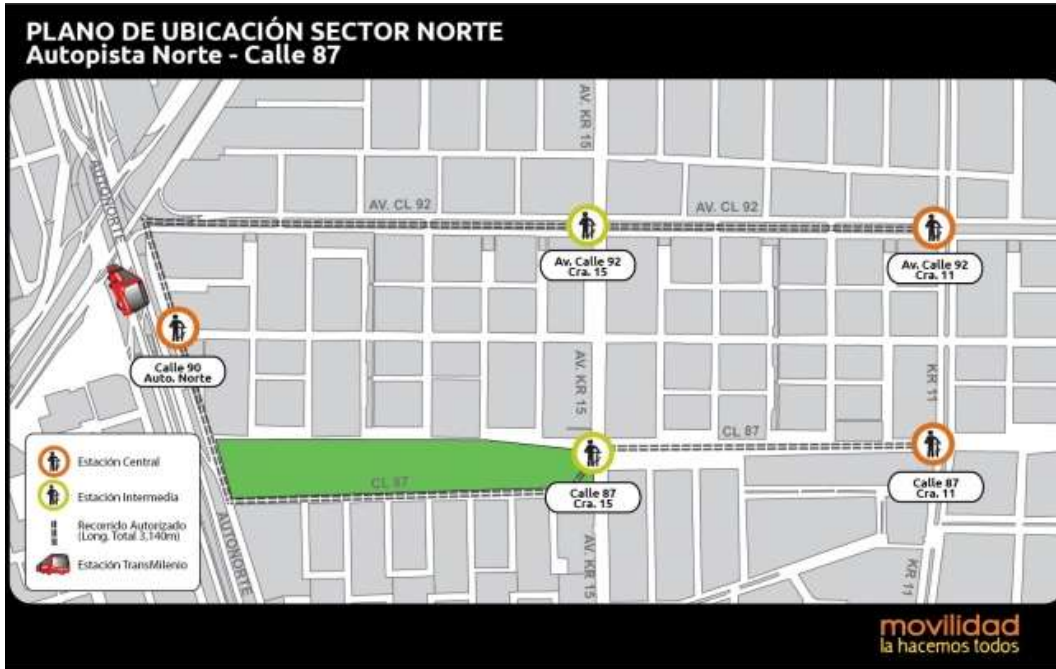 PLANO DE UBICACIÓN SECTOR NORTE
Autopista Norte - Calle 87
AV. KR 15
AUTONORTE
AV. CL 92
AV. CL 92
Av. Calle 92
Cra. 15
Av. Calle 92
Cra. 11
Calle 90
Auto. Norte
AV. KR 15
KR 11
CL 87
CL 87
Calle 87
Cra. 15
Calle 87
Cra. 11
Estación Central
Estación Intermedia
Recorrido Autorizado
(Long. Total 3,140m)
Estación TransMilenio
AUTONORTE
AV. KR 15
KR 11
movilidad
la hacemos todos